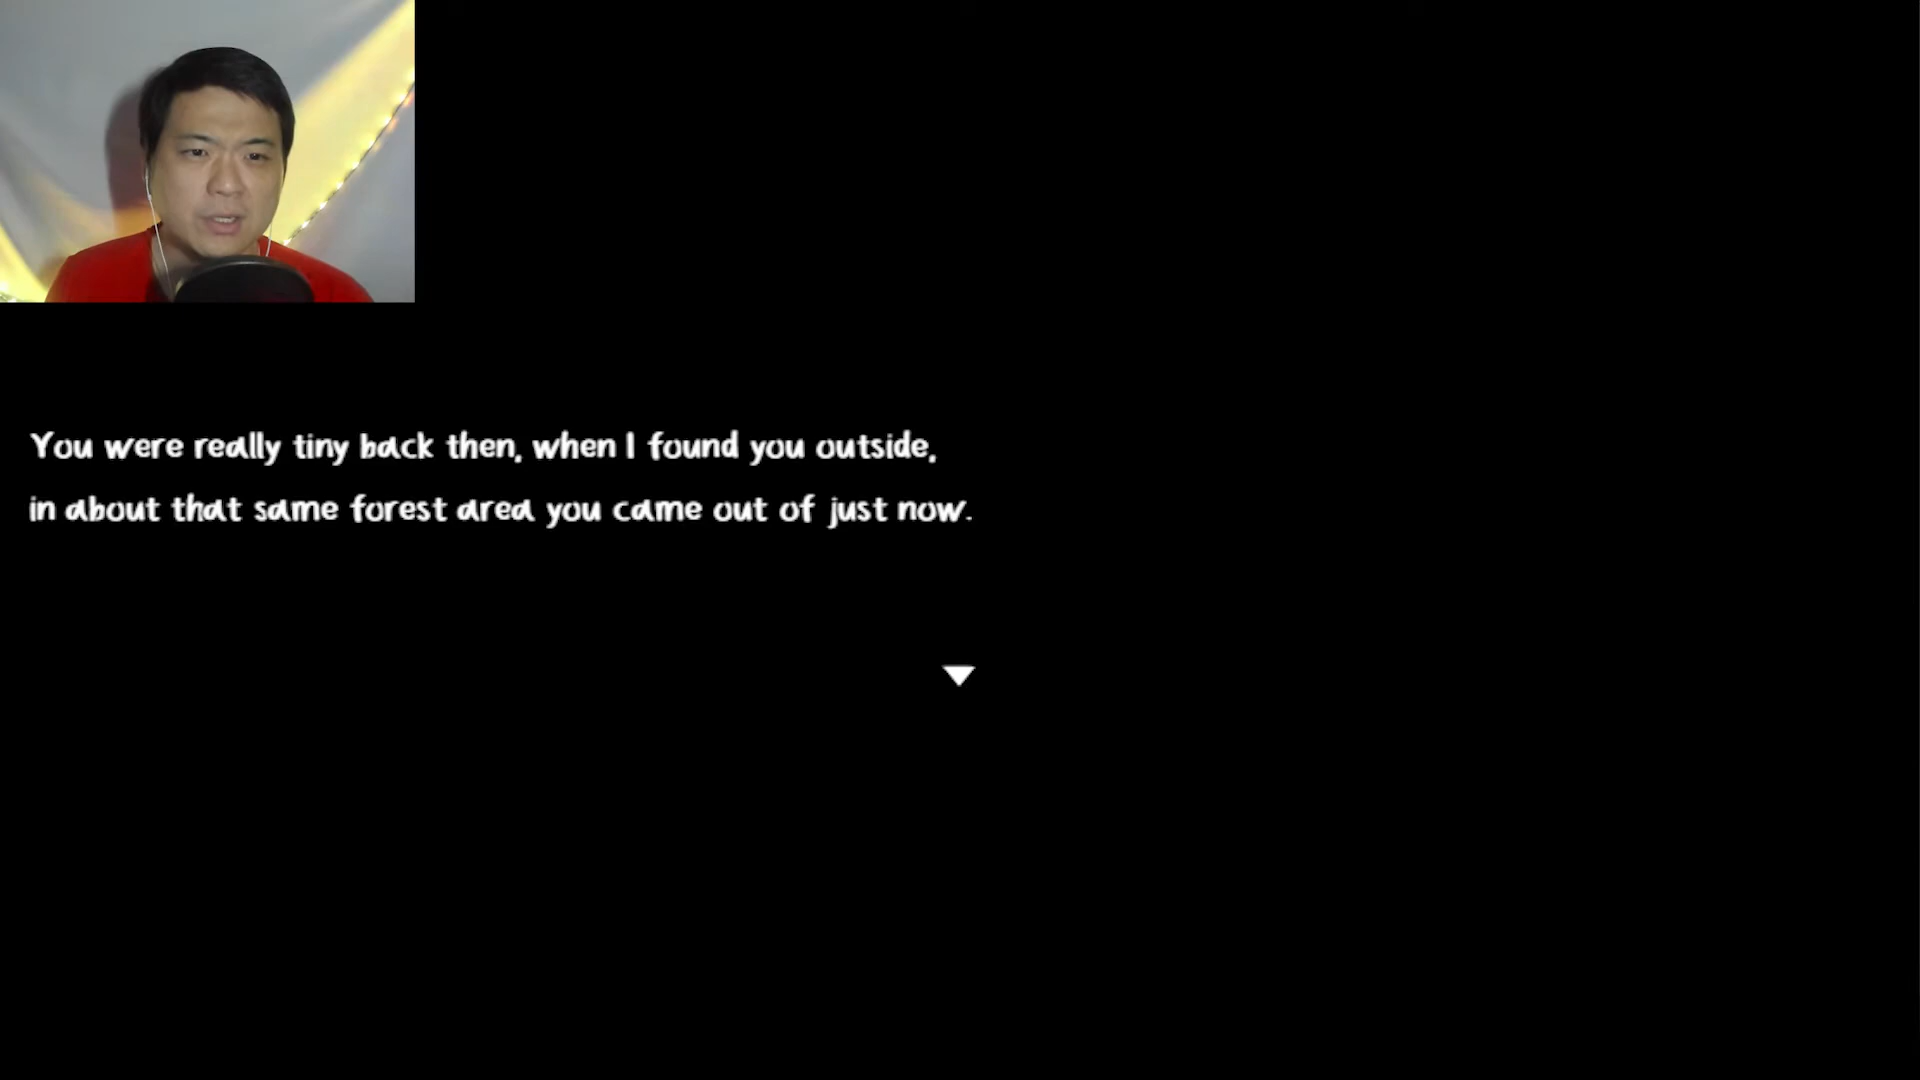 You were really tiny back then, when I found you outside,
in about that same forest area you came out of just now.